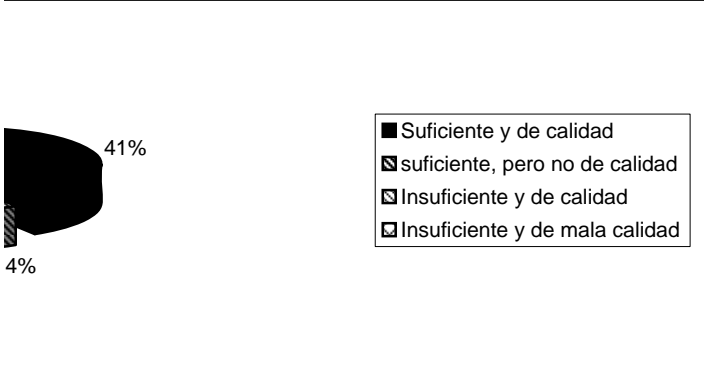 41%
4%
Suficiente y de calidad
suficiente, pero no de calidad
Insuficiente y de calidad
Insuficiente y de mala calidad